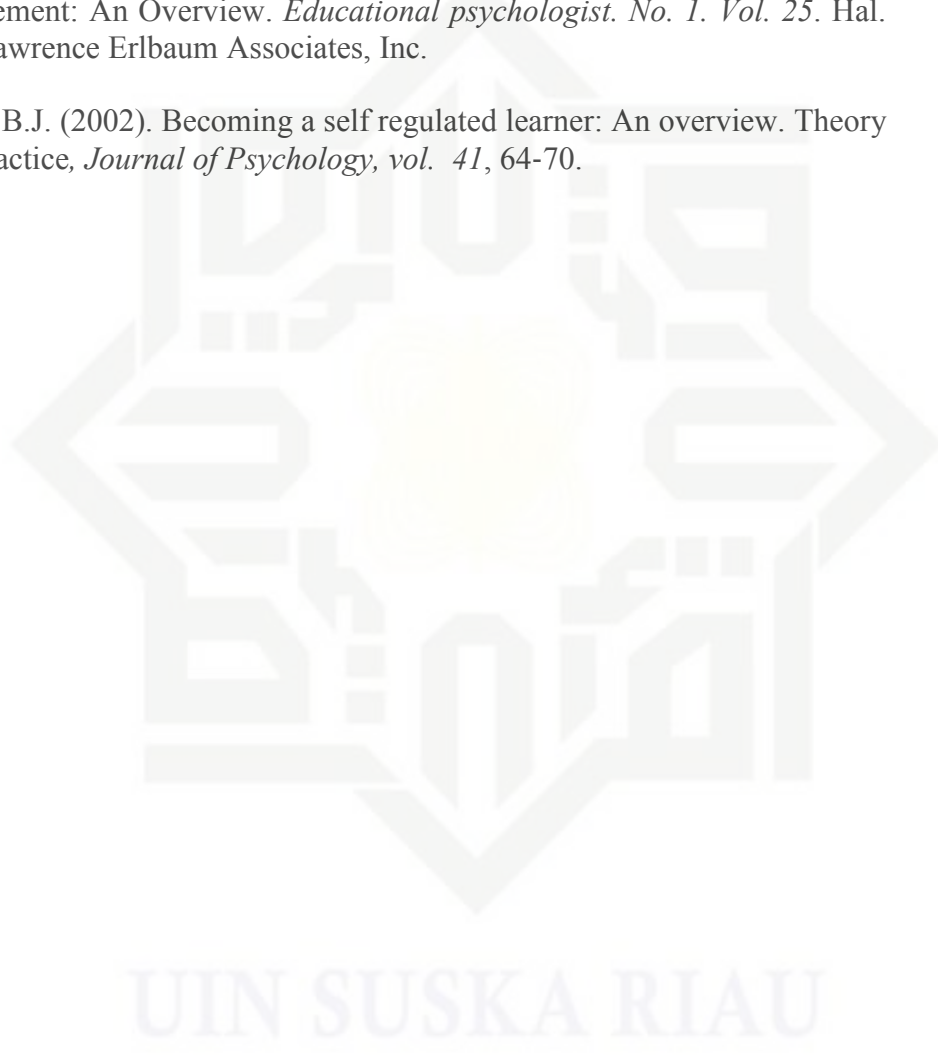 ement: An Overview. Educational psychologist. No. 1. Vol. 25. Hal.
awrence Erlbaum Associates, Inc.
B.J. (2002). Becoming a self regulated learner: An overview. Theory
actice, Journal of Psychology, vol. 41, 64-70.
UIN SUSKA RIAU